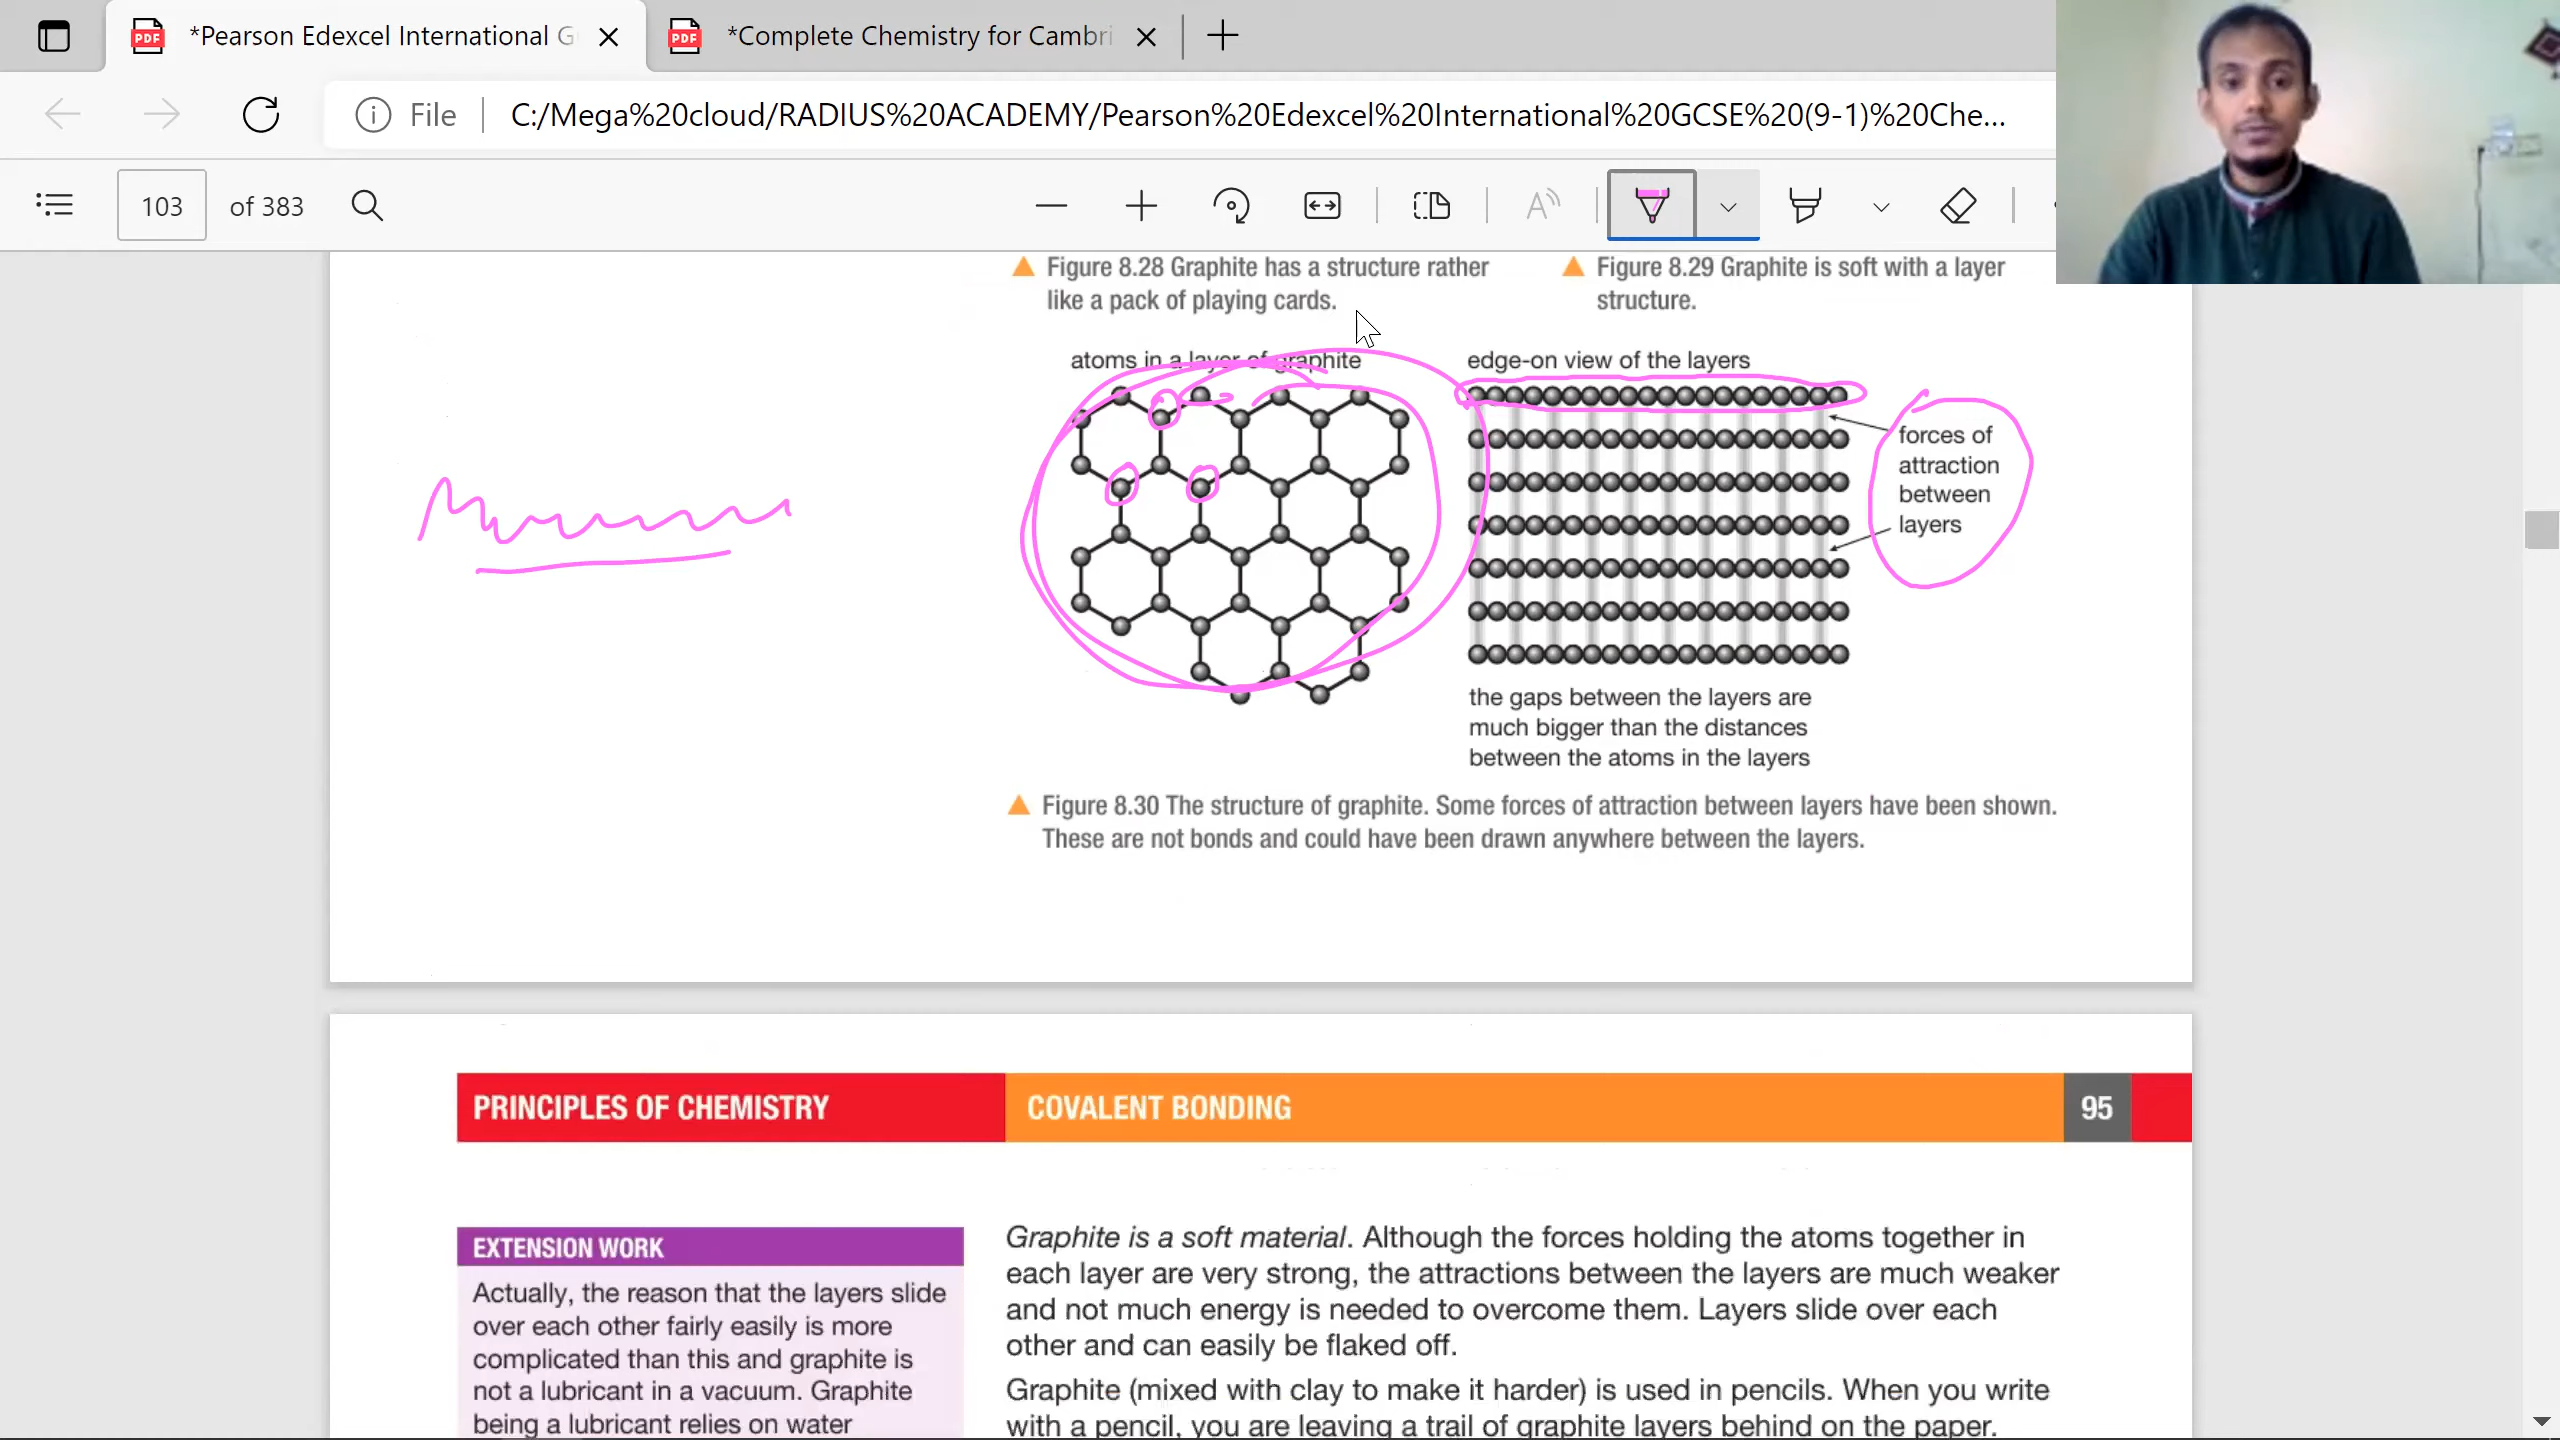 *Pearson Edexcel International G
*Complete Chemistry for Cambri
File
C:/Mega%20cloud/RADIUS%20ACADEMY/Pearson%20Edexcel%20International%20GCSE%20(9-1)%20Che...
103 of 383
Figure 8.28 Graphite has a structure rather
like a pack of playing cards.
Figure 8.29 Graphite is soft with a layer
structure.
atoms in a layer of graphite
edge-on view of the layers
forces of
attraction
between
layers
the gaps between the layers are
much bigger than the distances
between the atoms in the layers
Figure 8.30 The structure of graphite. Some forces of attraction between layers have been shown.
These are not bonds and could have been drawn anywhere between the layers.
PRINCIPLES OF CHEMISTRY
COVALENT BONDING
95
EXTENSION WORK
Actually, the reason that the layers slide
over each other fairly easily is more
complicated than this and graphite is
not a lubricant in a vacuum. Graphite
being a lubricant relies on water
Graphite is a soft material. Although the forces holding the atoms together in
each layer are very strong, the attractions between the layers are much weaker
and not much energy is needed to overcome them. Layers slide over each
other and can easily be flaked off.
Graphite (mixed with clay to make it harder) is used in pencils. When you write
with a pencil, you are leaving a trail of graphite layers behind on the paper.